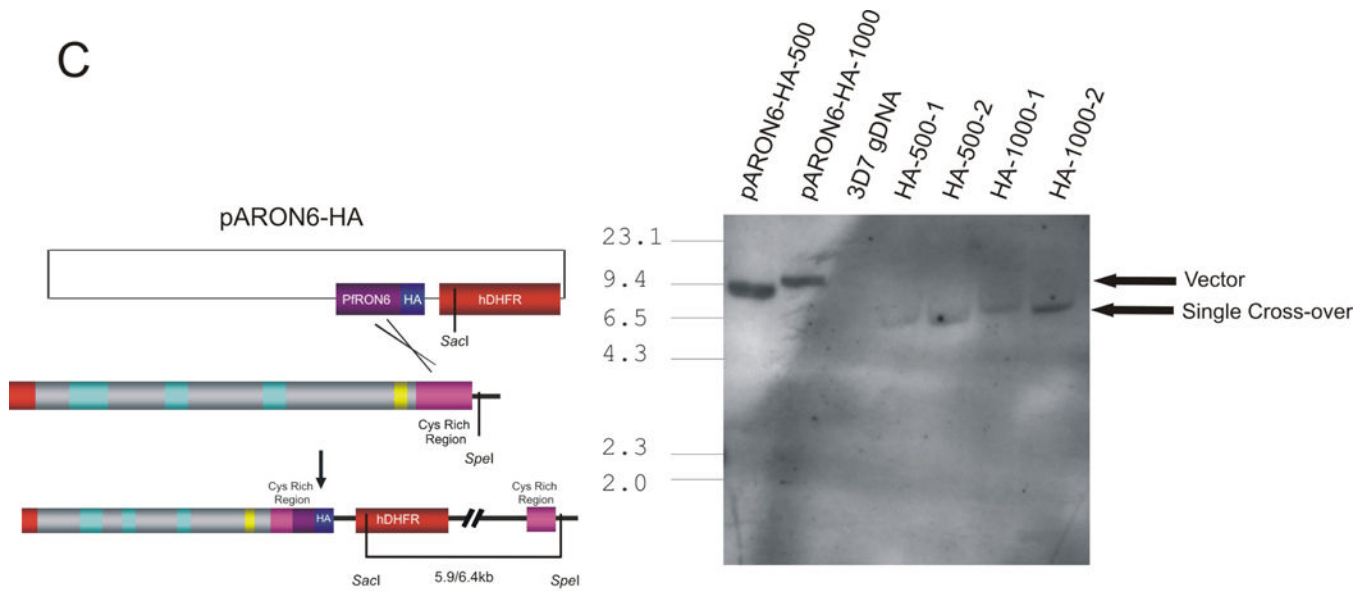 C
pARON6-HA
PfRON6
HA
hDHFR
SacI
Cys Rich
Region
SpeI
Cys Rich
Region
HA
hDHFR
Cys Rich
Region
SacI
5.9/6.4kb
SpeI
pARON6-HA-500
pARON6-HA-1000
3D7 gDNA
HA-500-1
HA-500-2
HA-1000-1
HA-1000-2
23.1
9.4
6.5
4.3
2.3
2.0
Vector
Single Cross-over